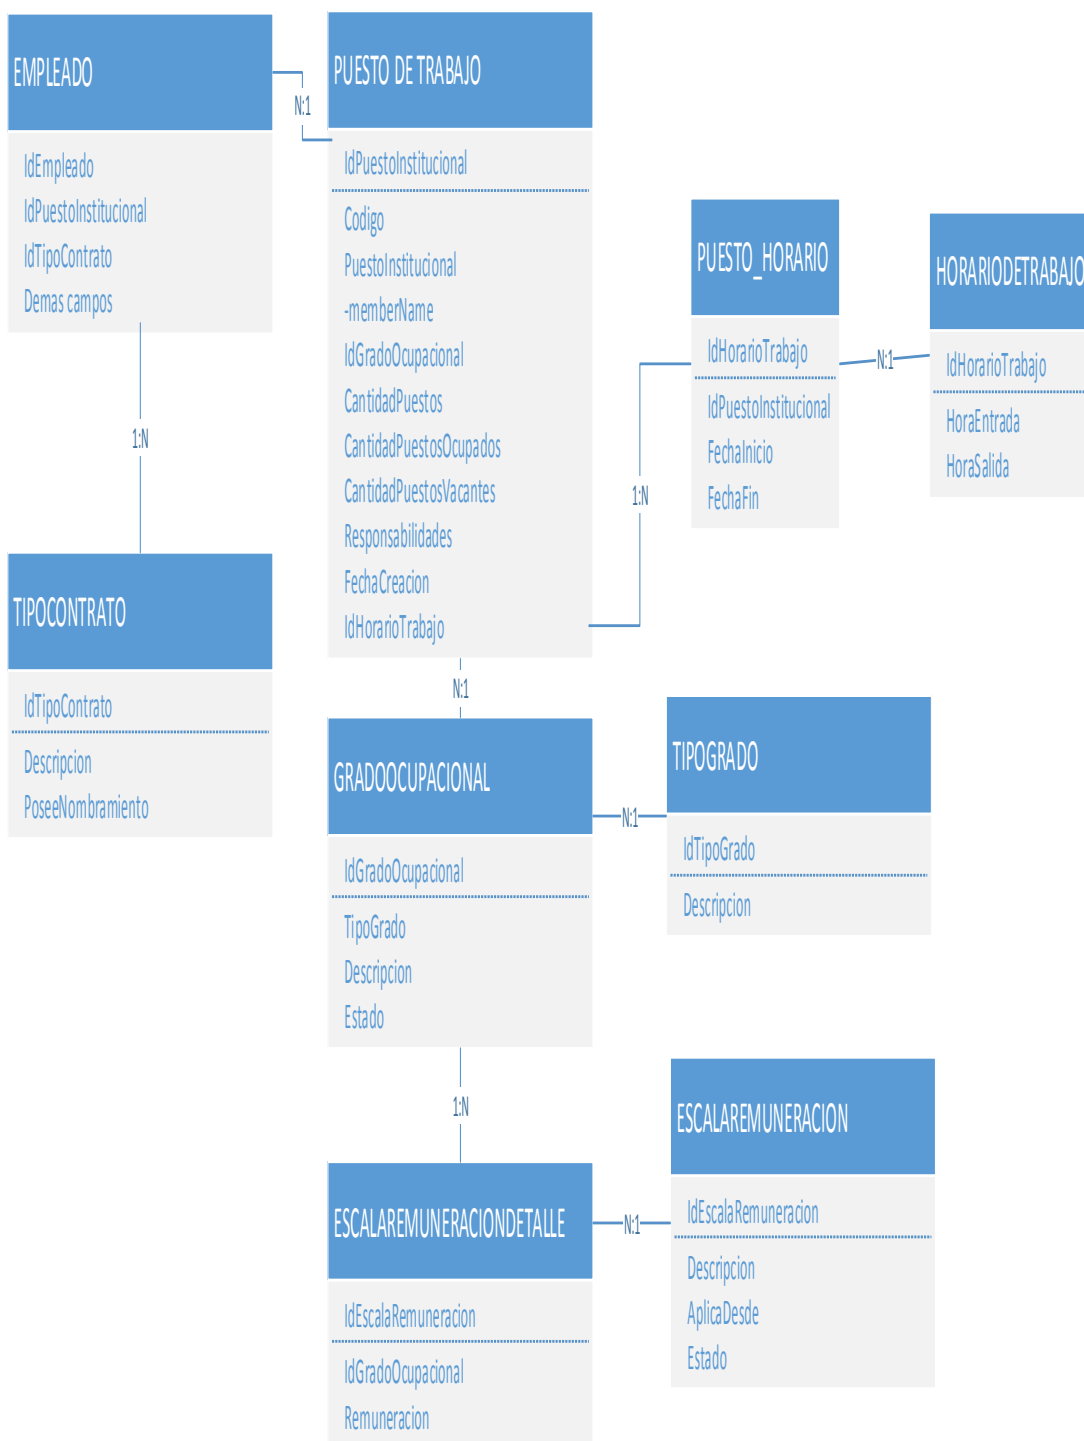 EMPLEADO
IdEmpleado
IdPuestoInstitucional
IdTipoContrato
Demas campos
N:1
PUESTO DE TRABAJO
IdPuestoInstitucional
Codigo
PuestoInstitucional
-memberName
IdGradoOcupacional
CantidadPuestos
CantidadPuestosOcupados
CantidadPuestosVacantes
Responsabilidades
FechaCreacion
IdHorarioTrabajo
PUESTO_HORARIO
IdHorarioTrabajo
IdPuestoInstitucional
FechaInicio
FechaFin
N:1
HORARIODETRABAJO
IdHorarioTrabajo
HoraEntrada
HoraSalida
1:N
1:N
TIPOCONTRATO
IdTipoContrato
Descripcion
PoseeNombramiento
N:1
GRADOOCUPACIONAL
IdGradoOcupacional
TipoGrado
Descripcion
Estado
N:1
TIPOGRADO
IdTipoGrado
Descripcion
1:N
ESCALAREMUNERACIONDETALLE
IdEscalaRemuneracion
IdGradoOcupacional
Remuneracion
N:1
ESCALAREMUNERACION
IdEscalaRemuneracion
Descripcion
AplicaDesde
Estado